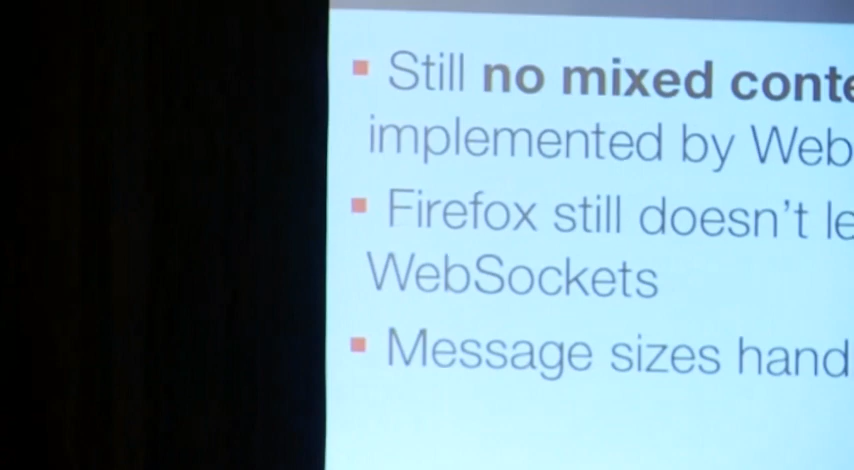 Still no mixed conte
implemented by Web
Firefox still doesn't le
WebSockets
Message sizes hand